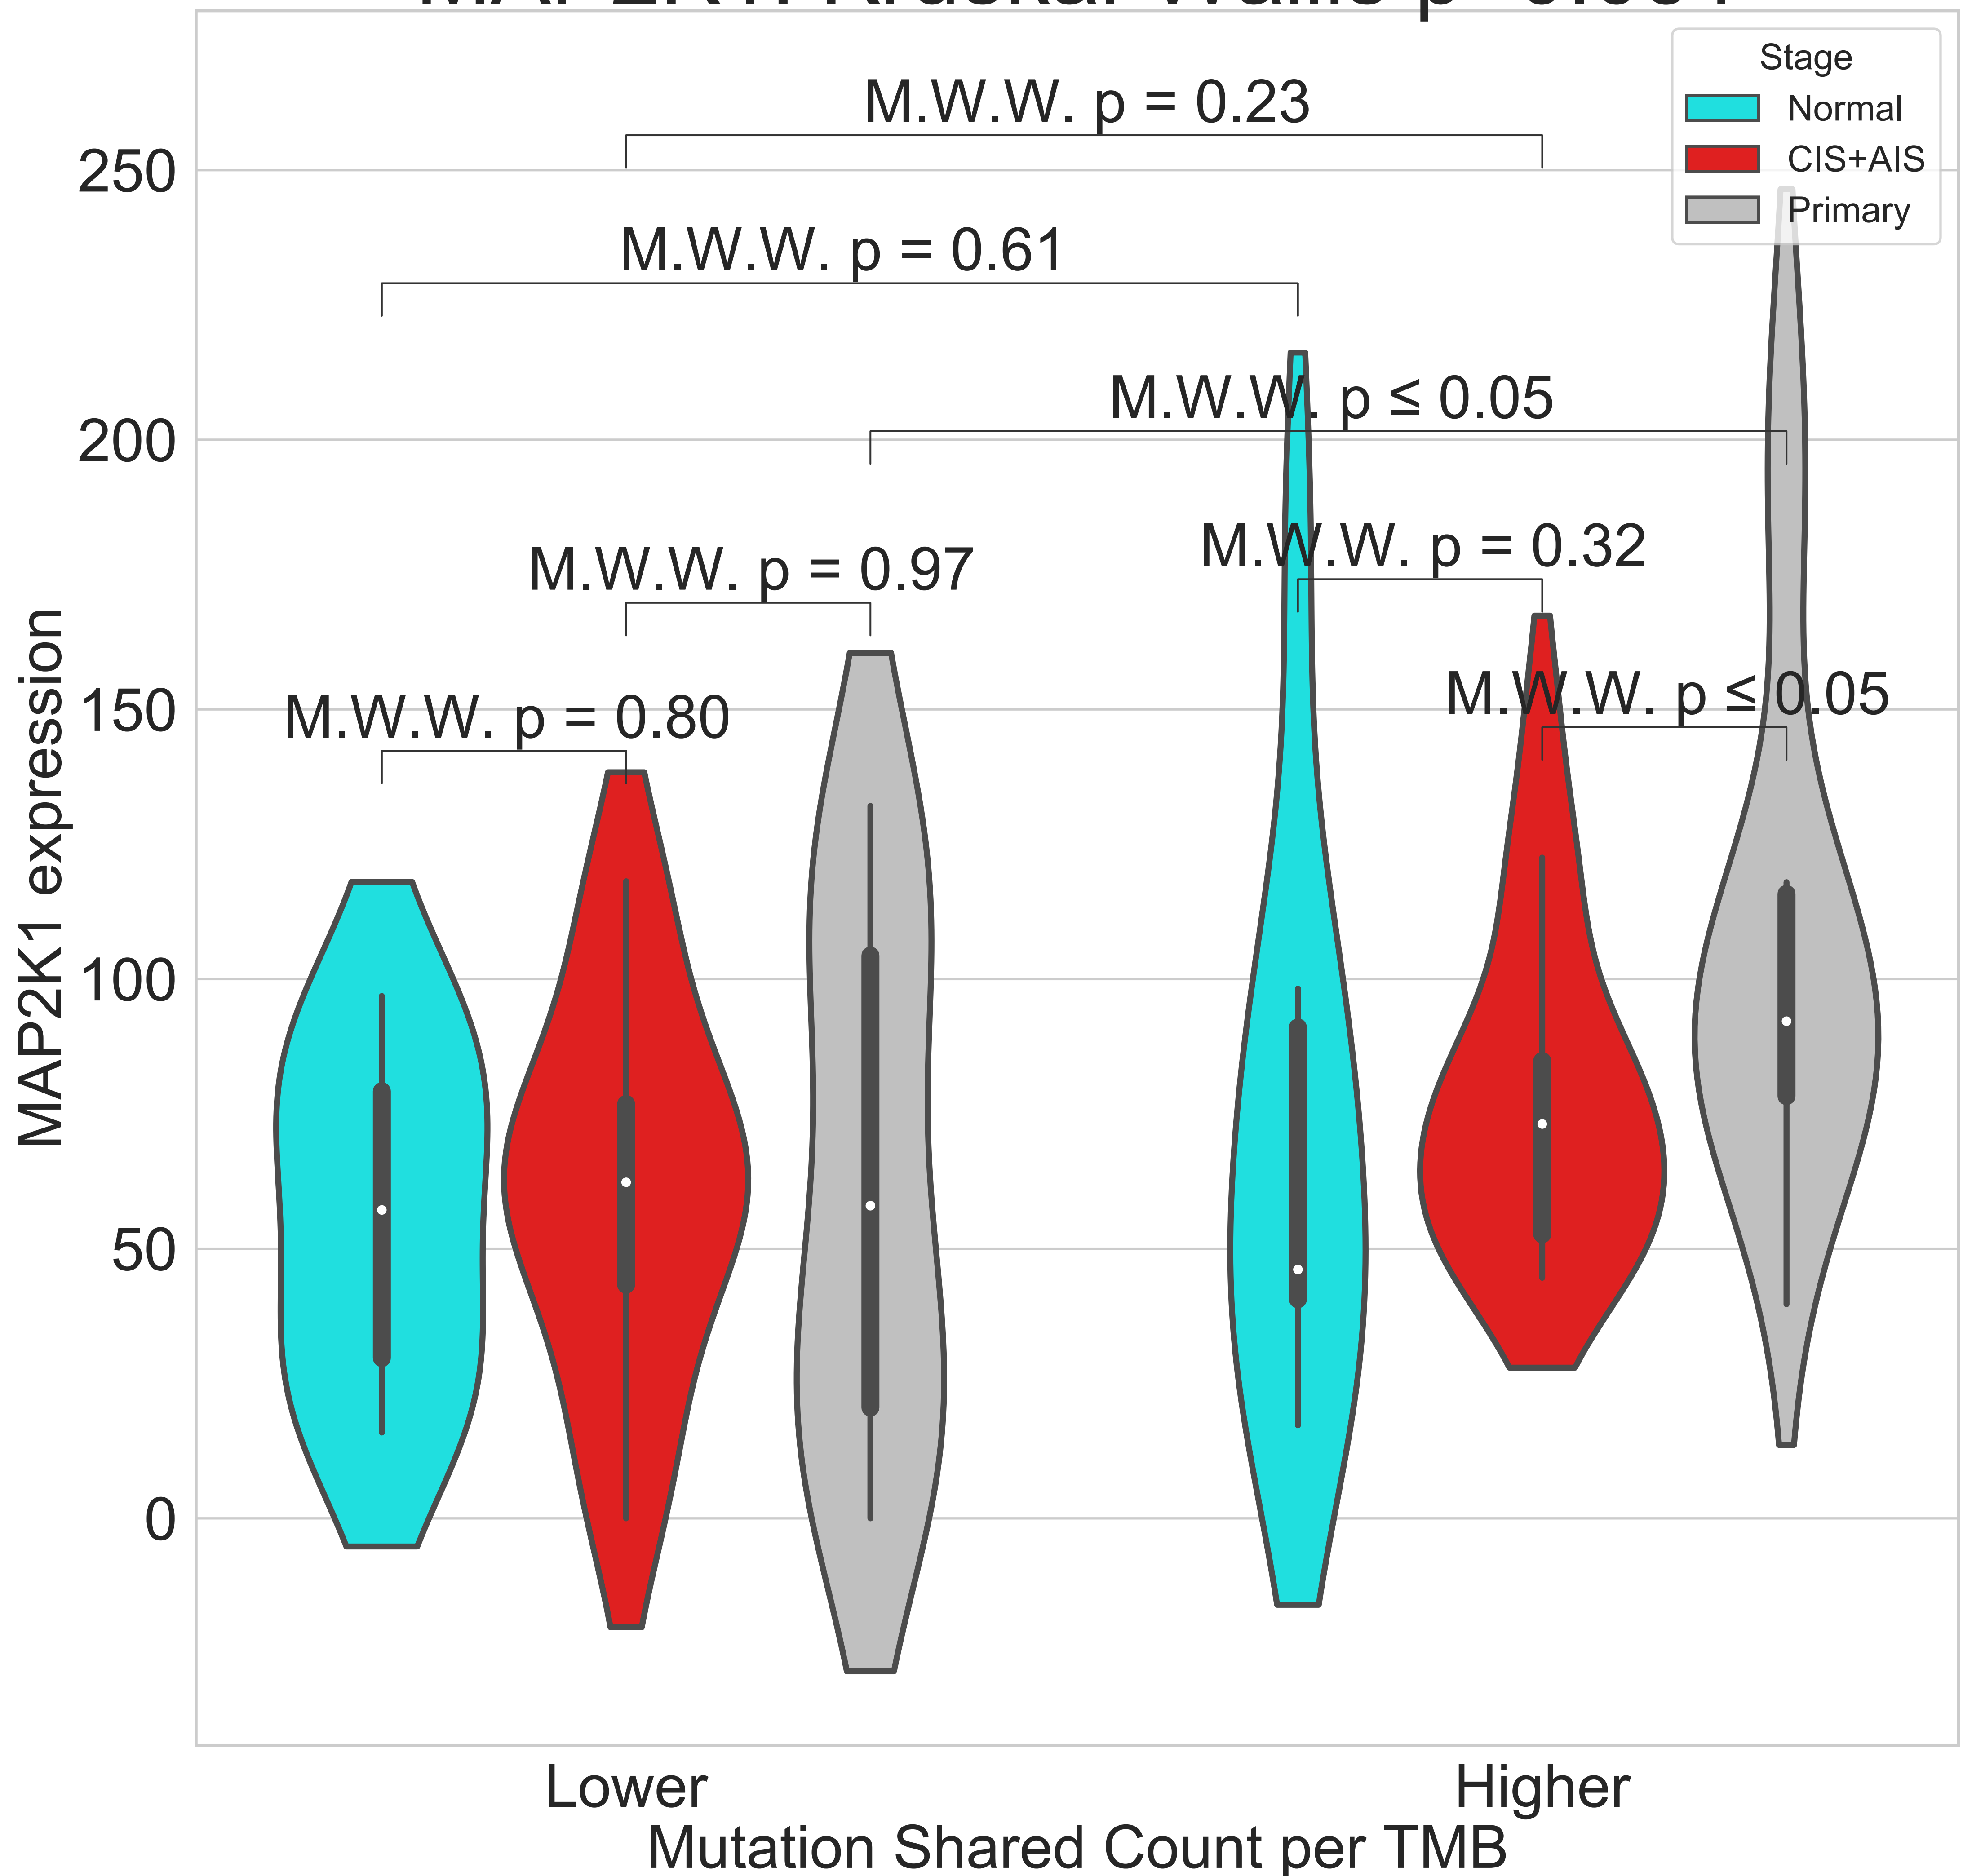 Stage
Normal
CIS+AIS
Primary
M.W.W. p = 0.23
M.W.W. p = 0.61
M.W.W. p ≤ 0.05
M.W.W. p = 0.32
M.W.W. p = 0.97
M.W.W. p ≤ 0.05
M.W.W. p = 0.80
250
200
150
100
50
0
MAP2K1 expression
Lower
Higher
Mutation Shared Count per TMB